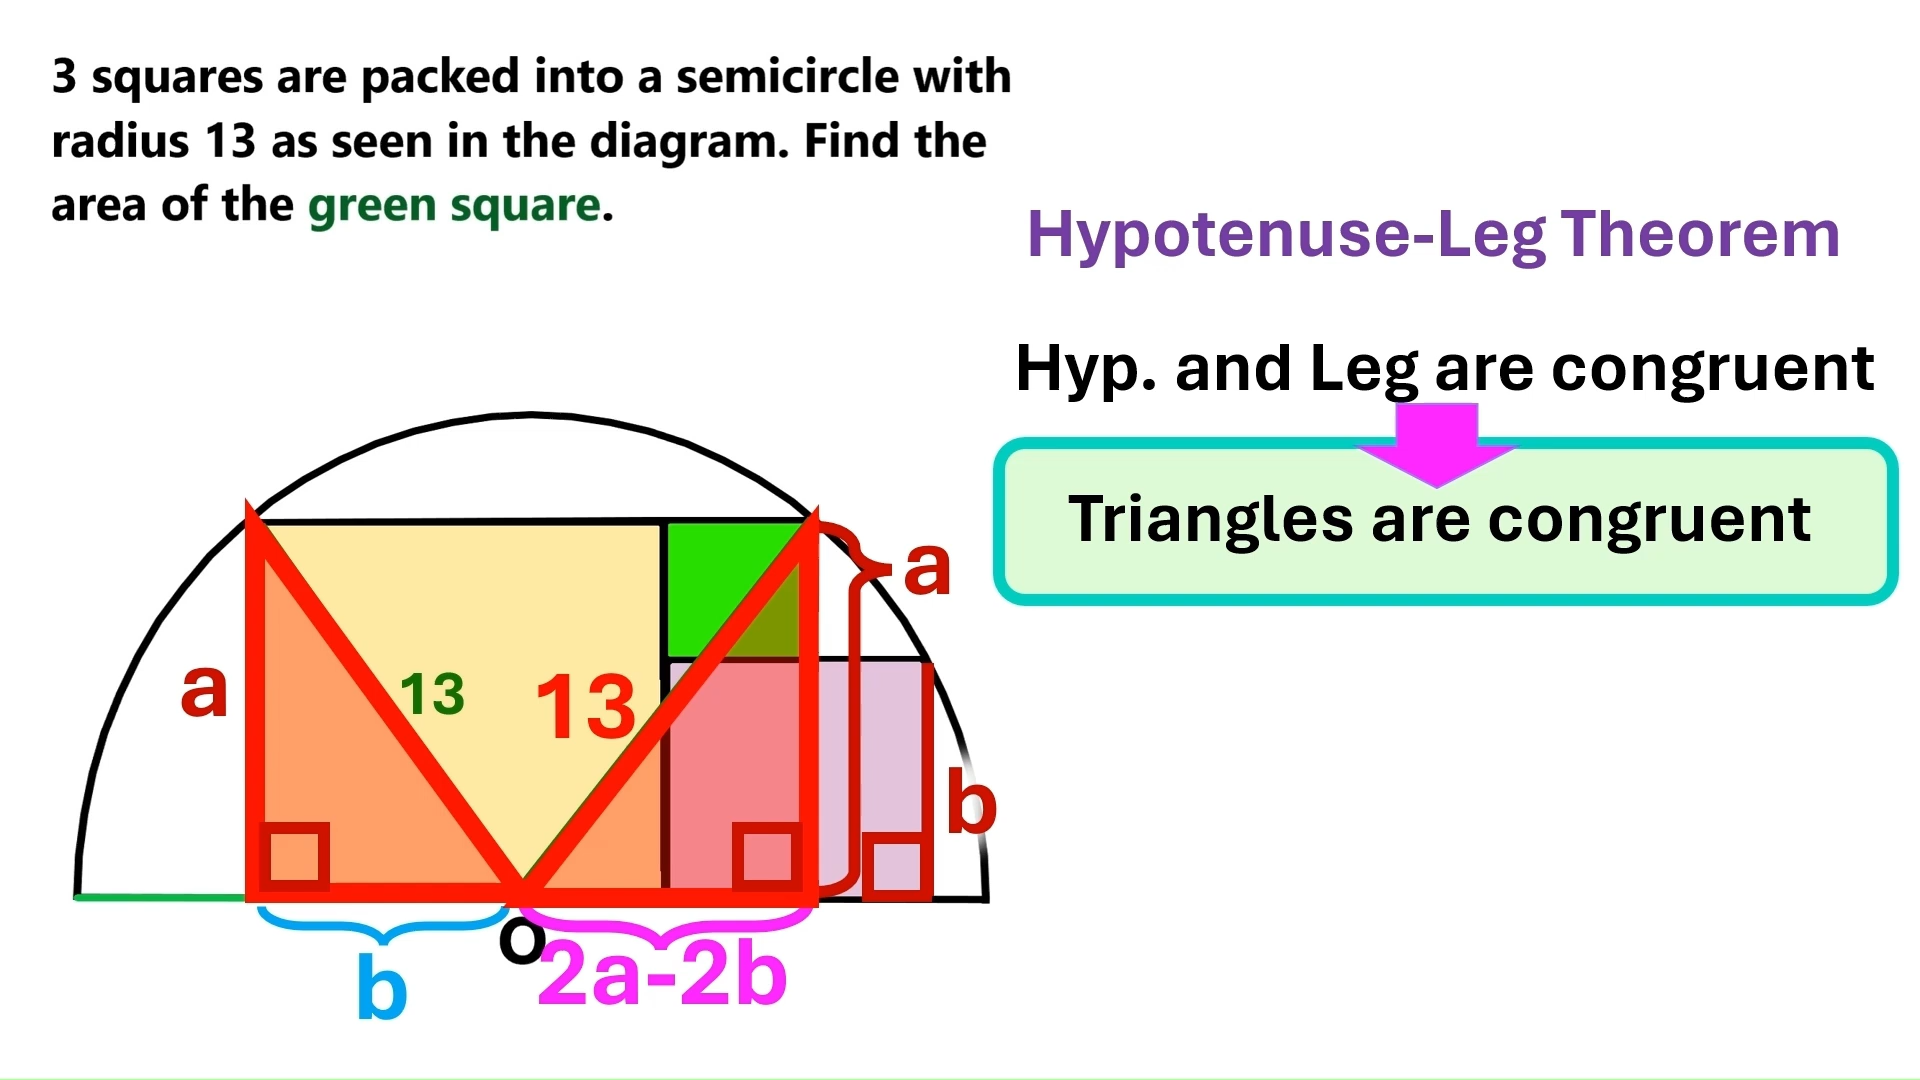 3 squares are packed into a semicircle with
radius 13 as seen in the diagram. Find the
area of the green square.
Hypotenuse-Leg Theorem
Hyp. and Leg are congruent
Triangles are congruent
a
a
13
13
b
b
O
2a-2b